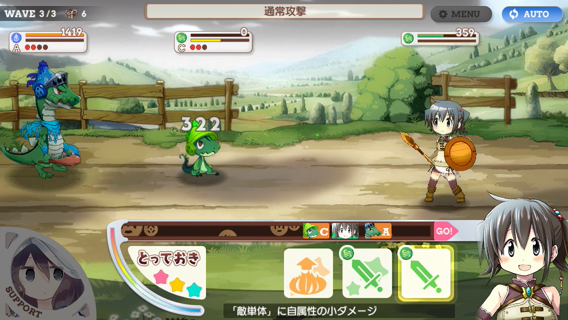 WAVE 3/3 6
通常攻撃
MENU
AUTO
1419
A
0
C
359
322
C A GO!
とっておき
SUPPORT
「敵単体」に自属性の小ダメージ